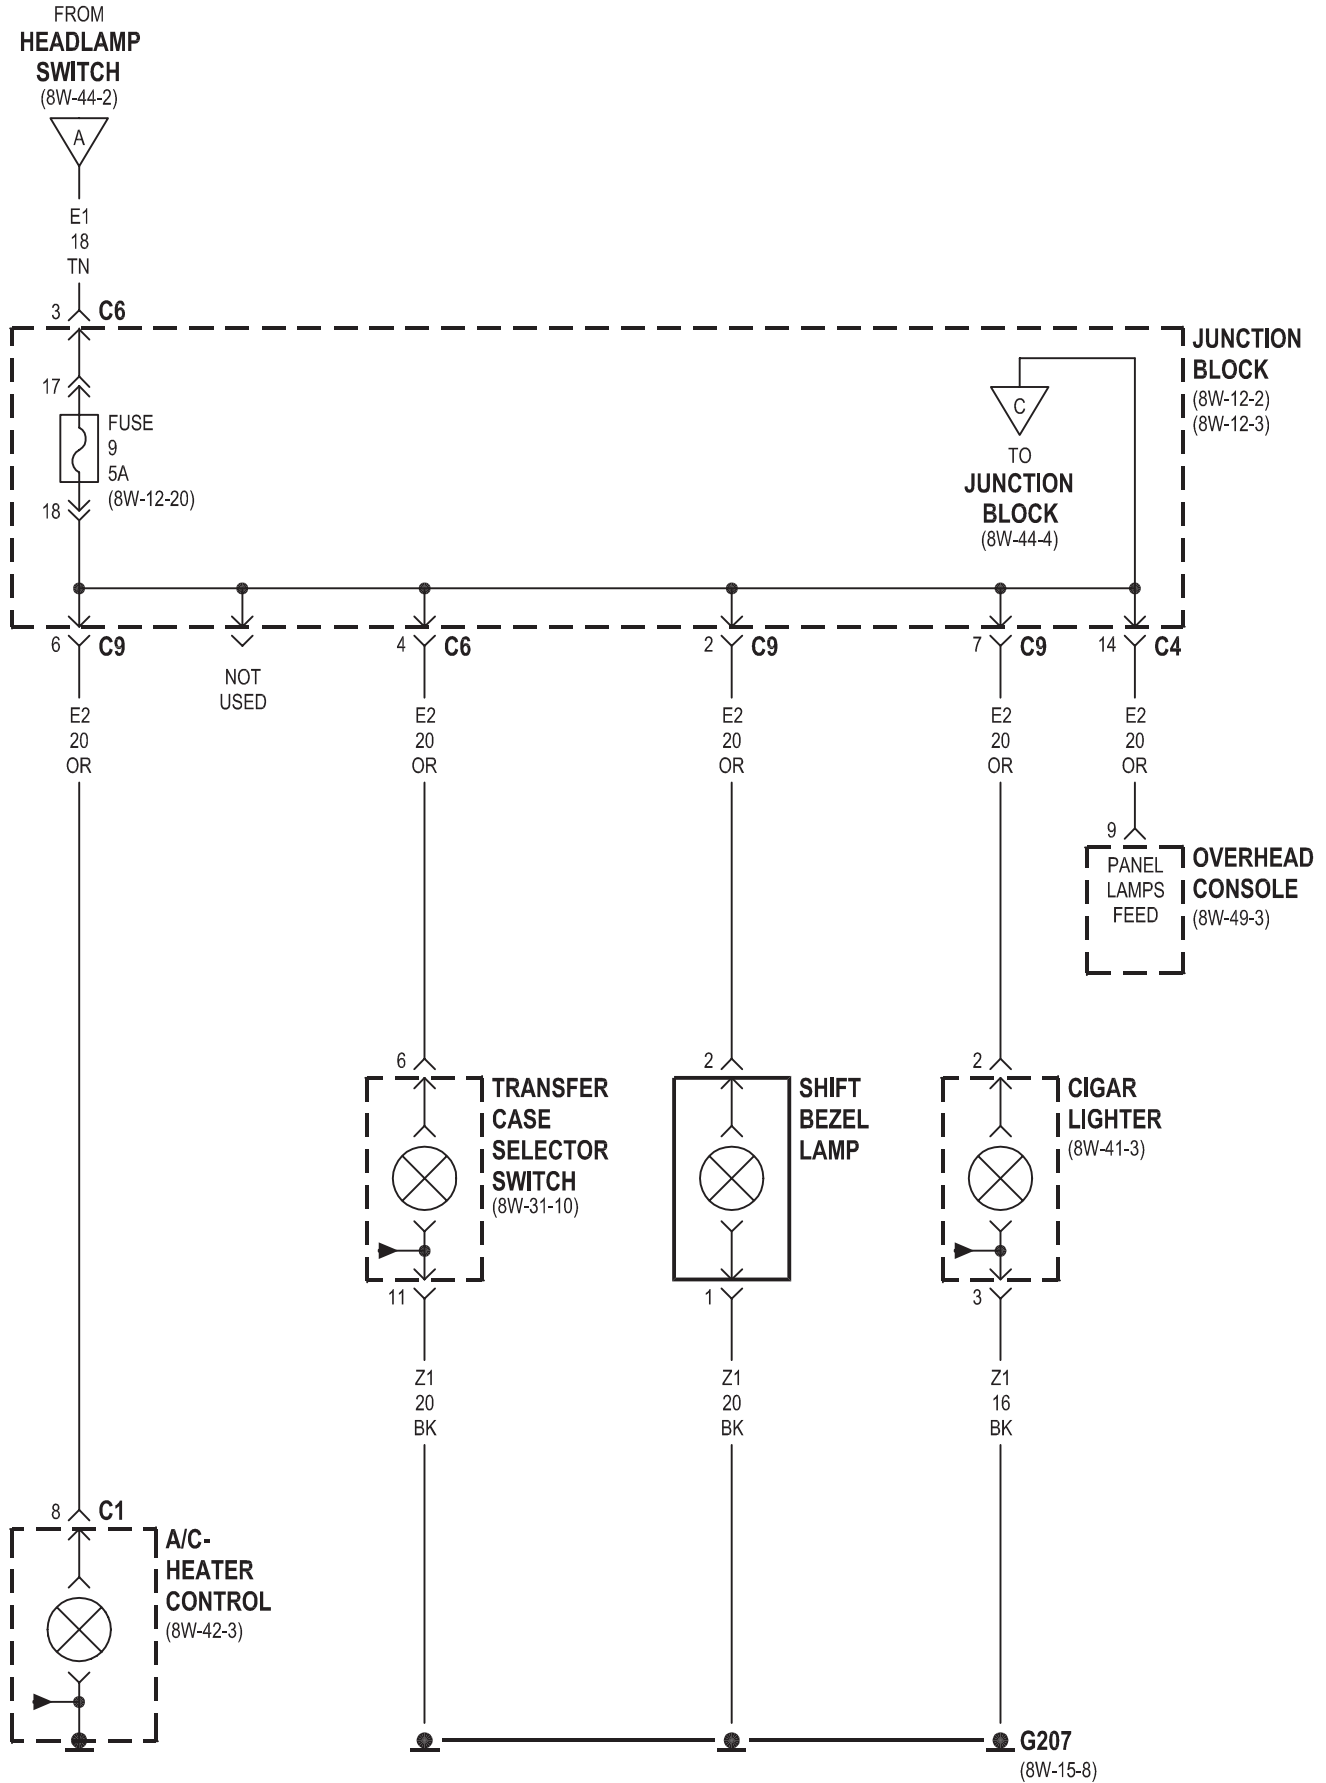 FROM
HEADLAMP
SWITCH
(8W-44-2)
A
E1
18
TN
3 C6
JUNCTION
BLOCK
(8W-12-2)
(8W-12-3)
17
FUSE
9
5A
(8W-12-20)
18
C
TO
JUNCTION
BLOCK
(8W-44-4)
6 C9
NOT
USED
4 C6
2 C9
7 C9
14 C4
E2
20
OR
E2
20
OR
E2
20
OR
E2
20
OR
E2
20
OR
9
PANEL
LAMPS
FEED
OVERHEAD
CONSOLE
(8W-49-3)
6
TRANSFER
CASE
SELECTOR
SWITCH
(8W-31-10)
11
2
SHIFT
BEZEL
LAMP
1
2
CIGAR
LIGHTER
(8W-41-3)
3
Z1
20
BK
Z1
20
BK
Z1
16
BK
8 C1
A/C-
HEATER
CONTROL
(8W-42-3)
G207
(8W-15-8)